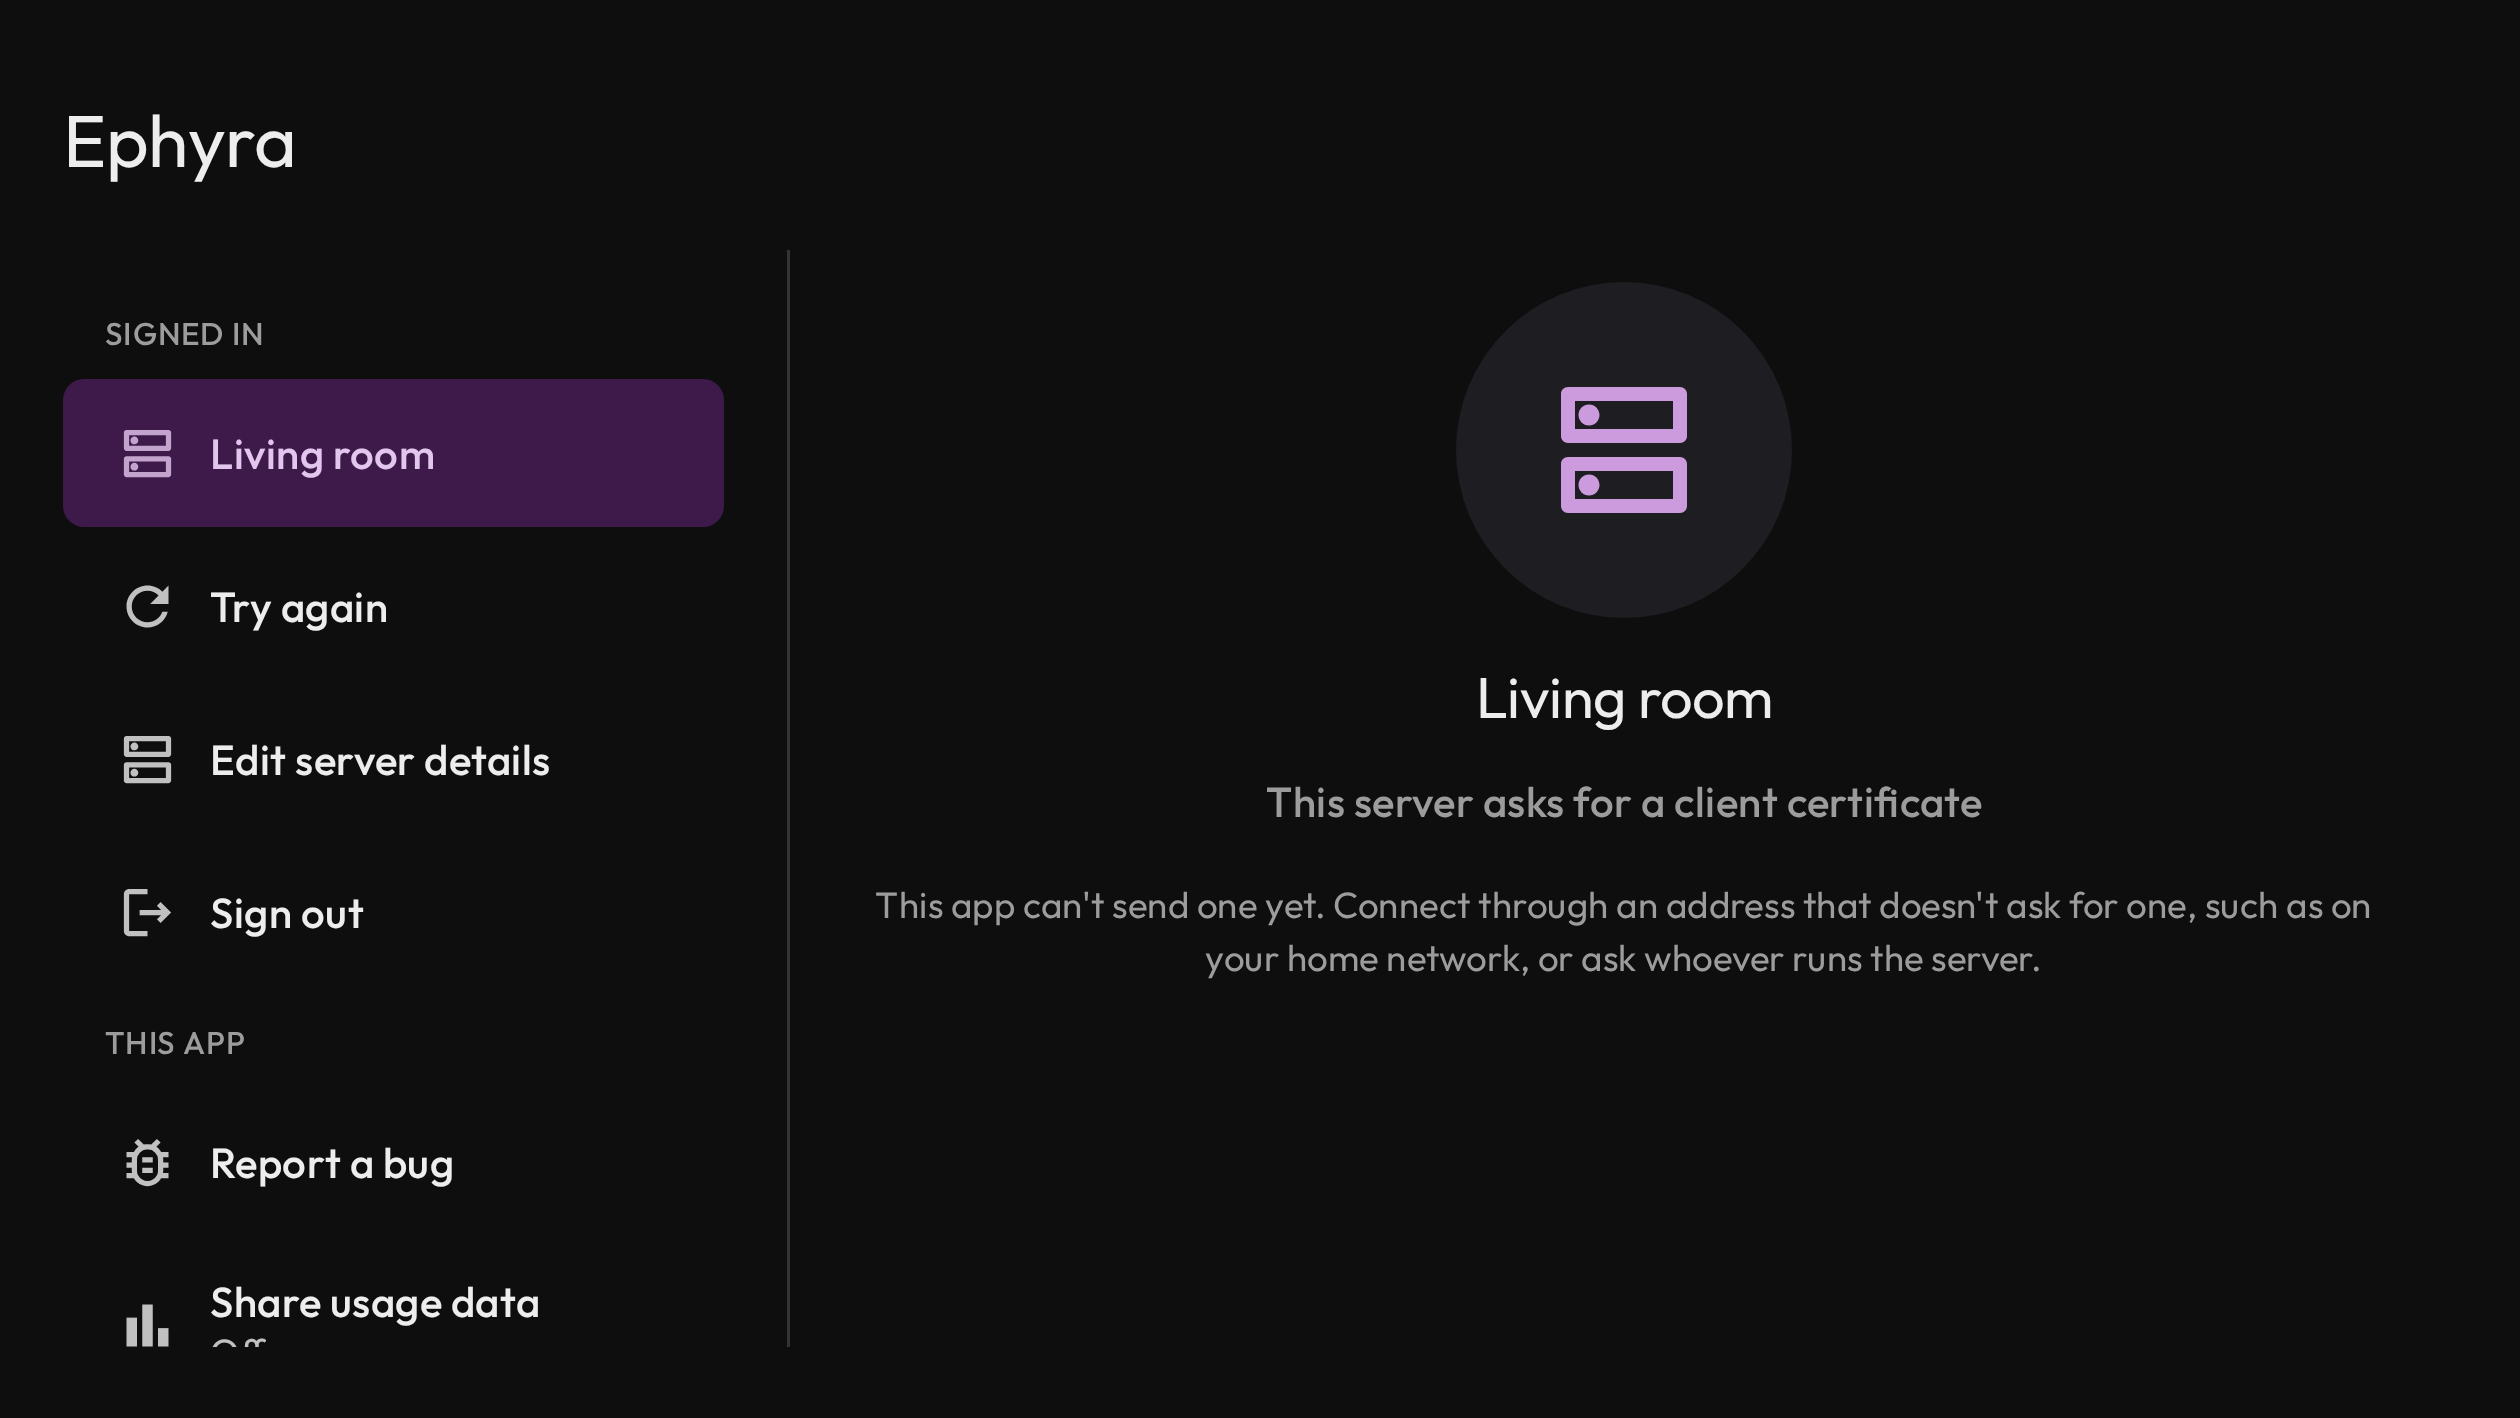 Ephyra
SIGNED IN
Living room
Try again
Edit server details
Sign out
THIS APP
Report a bug
Share usage data
Living room
This server asks for a client certificate
This app can't send one yet. Connect through an address that doesn't ask for one, such as on
your home network, or ask whoever runs the server.